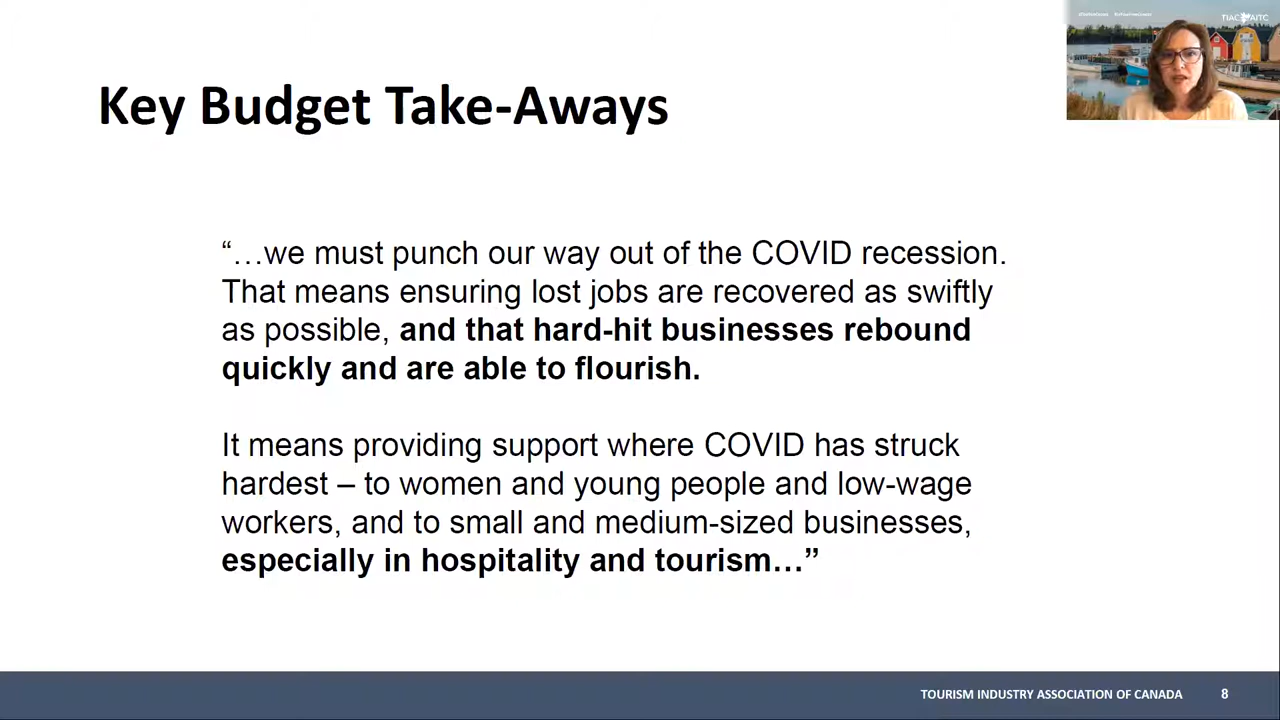 TIAC AITC
Key Budget Take-Aways
“…we must punch our way out of the COVID recession.
That means ensuring lost jobs are recovered as swiftly
as possible, and that hard-hit businesses rebound
quickly and are able to flourish.
It means providing support where COVID has struck
hardest – to women and young people and low-wage
workers, and to small and medium-sized businesses,
especially in hospitality and tourism…”
TOURISM INDUSTRY ASSOCIATION OF CANADA 8